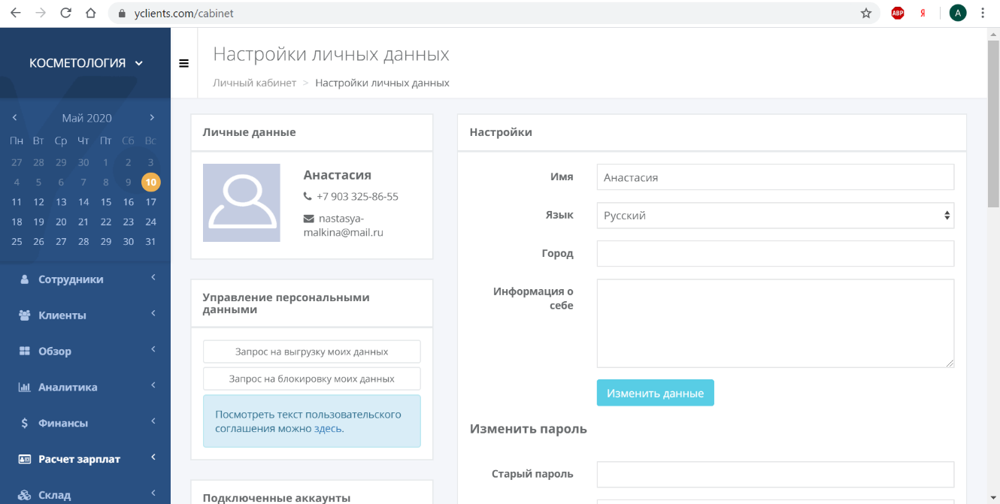 yclients.com/cabinet
ABP
Я
A
КОСМЕТОЛОГИЯ
Май 2020
Пн Вт Ср Чт Пт Сб Вс
27 28 29 30 1 2 3
4 5 6 7 8 9 10
11 12 13 14 15 16 17
18 19 20 21 22 23 24
25 26 27 28 29 30 31
Сотрудники
Клиенты
Обзор
Аналитика
Финансы
Расчет зарплат
Склад
Настройки личных данных
Личный кабинет > Настройки личных данных
Личные данные
Анастасия
+7 903 325-86-55
nastasya-
malkina@mail.ru
Управление персональными
данными
Запрос на выгрузку моих данных
Запрос на блокировку моих данных
Посмотреть текст пользовательского
соглашения можно здесь.
Подключенные аккаунты
Настройки
Имя
Анастасия
Язык
Русский
Город
Информация о
себе
Изменить данные
Изменить пароль
Старый пароль